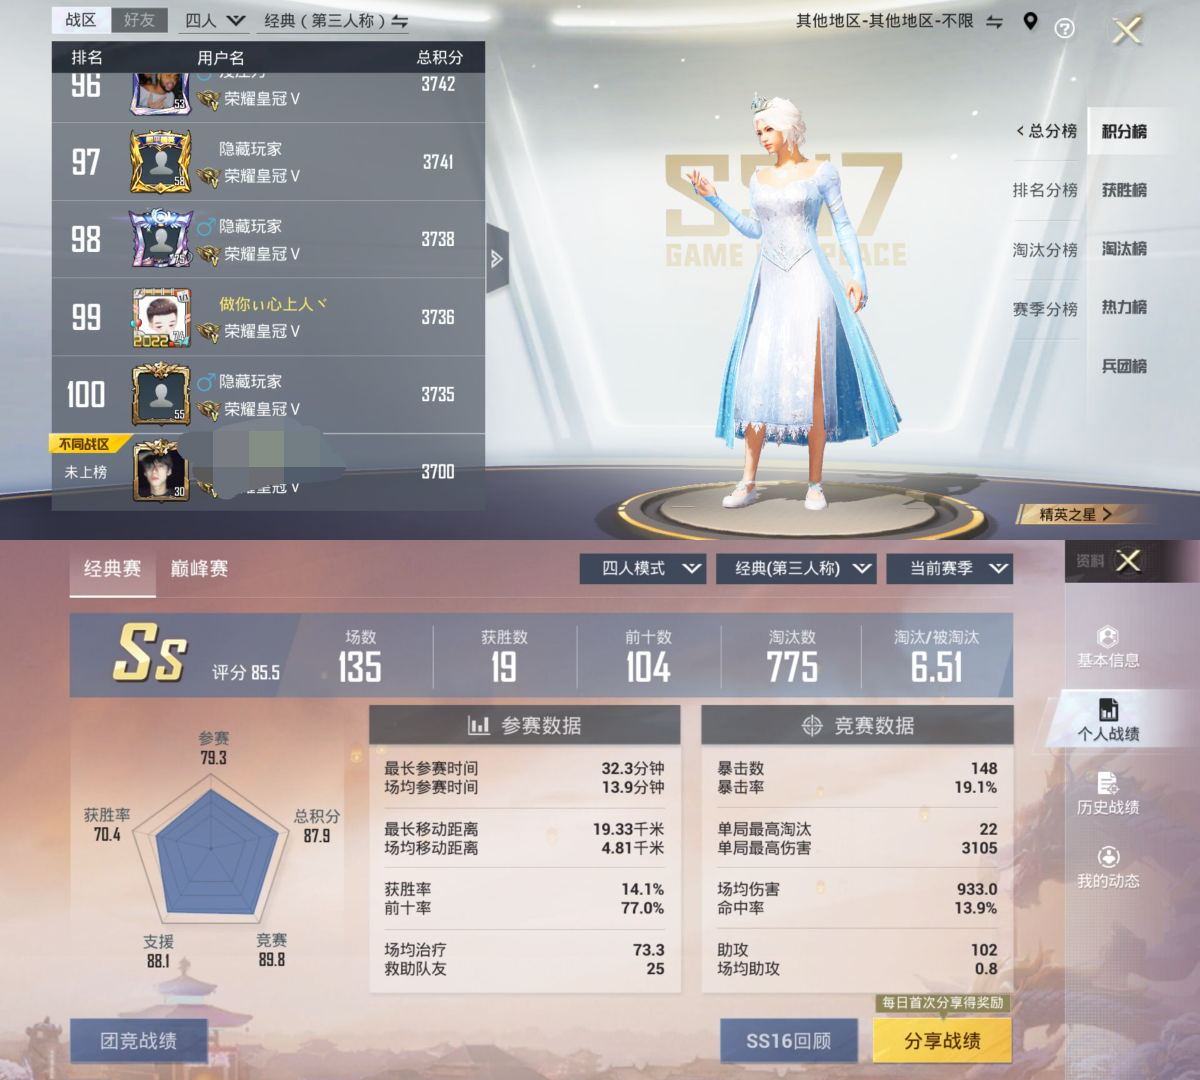 战区 好友 四人 经典（第三人称） 其他地区-其他地区-不限 ?
排名 用户名 总积分
96 53 荣耀皇冠 V 3742
97 58 隐藏玩家 荣耀皇冠 V 3741
98 75 隐藏玩家 荣耀皇冠 V 3738
99 2022 74 做你ぃ心上人ヾ 荣耀皇冠 V 3736
100 55 隐藏玩家 荣耀皇冠 V 3735
不同战区
未上榜 30 皇冠 V 3700
总分榜 积分榜
排名分榜 获胜榜
淘汰分榜 淘汰榜
赛季分榜 热力榜
兵团榜
精英之星
经典赛 巅峰赛 四人模式 经典(第三人称) 当前赛季 资料
Ss 评分 85.5
场数 获胜数 前十数 淘汰数 淘汰/被淘汰
135 19 104 775 6.51
参赛
79.3
获胜率
70.4
总积分
87.9
支援
88.1
竞赛
89.8
参赛数据
最长参赛时间 32.3分钟
场均参赛时间 13.9分钟
最长移动距离 19.33千米
场均移动距离 4.81千米
获胜率 14.1%
前十率 77.0%
场均治疗 73.3
救助队友 25
竞赛数据
暴击数 148
暴击率 19.1%
单局最高淘汰 22
单局最高伤害 3105
场均伤害 933.0
命中率 13.9%
助攻 102
场均助攻 0.8
基本信息
个人战绩
历史战绩
我的动态
每日首次分享得奖励
团竞战绩 SS16回顾 分享战绩